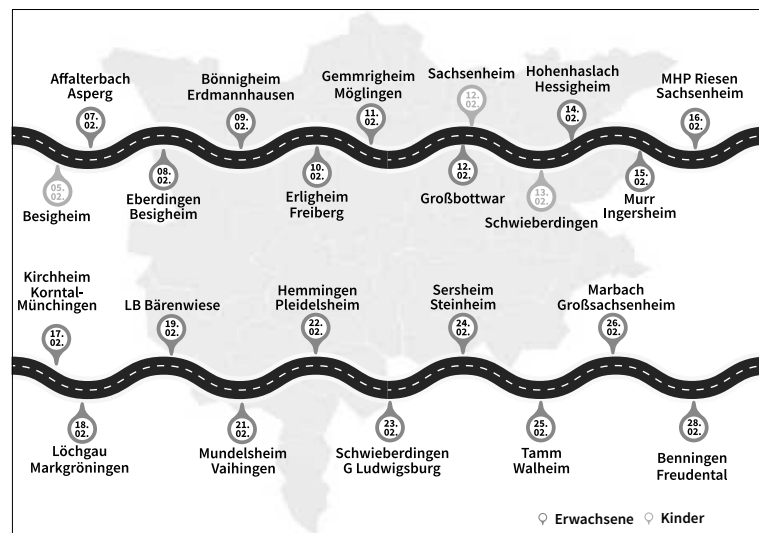 Affalterbach
Asperg
07.
02.
Bönnigheim
Erdmannhausen
09.
02.
Gemmrigheim
Möglingen
11.
02.
Sachsenheim
12.
02.
Hohenhaslach
Hessigheim
14.
02.
MHP Riesen
Sachsenheim
16.
02.
05.
02.
Besigheim
08.
02.
Eberdingen
Besigheim
10.
02.
Erligheim
Freiberg
12.
02.
Großbottwar
13.
02.
Schwieberdingen
15.
02.
Murr
Ingersheim
Kirchheim
Korntal-
Münchingen
17.
02.
LB Bärenwiese
19.
02.
Hemmingen
Pleidelsheim
22.
02.
Sersheim
Steinheim
24.
02.
Marbach
Großsachsenheim
26.
02.
18.
02.
Löchgau
Markgröningen
21.
02.
Mundelsheim
Vaihingen
23.
02.
Schwieberdingen
G Ludwigsburg
25.
02.
Tamm
Walheim
28.
02.
Benningen
Freudental
Erwachsene
Kinder